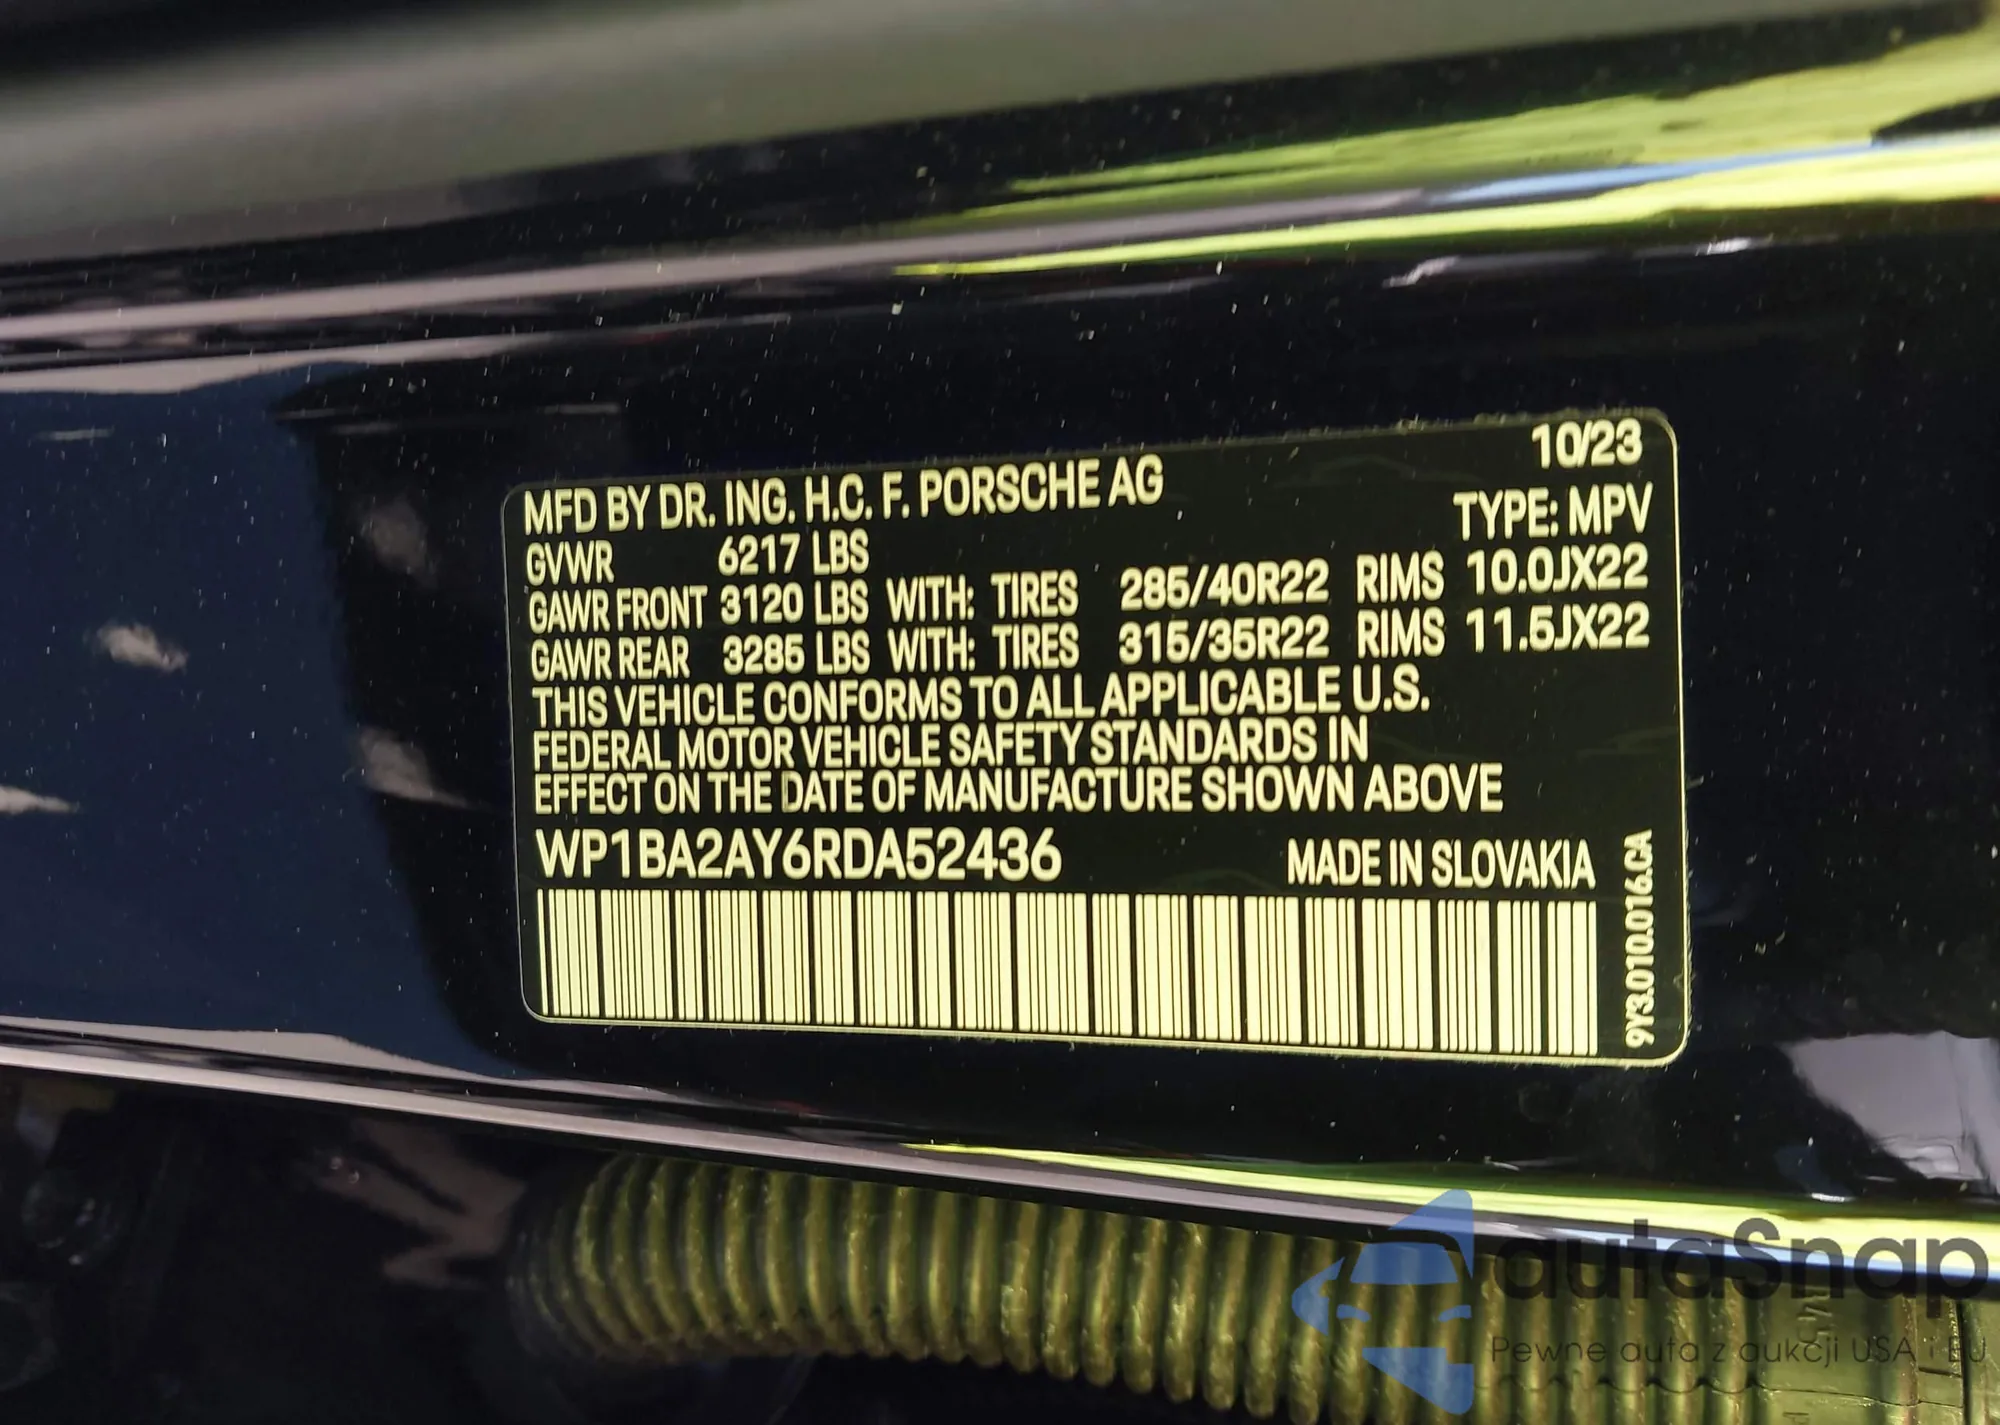 10/23
MFD BY DR. ING. H.C. F. PORSCHE AG
TYPE: MPV
GVWR 6217 LBS
GAWR FRONT 3120 LBS WITH: TIRES 285/40R22 RIMS 10.0JX22
GAWR REAR 3285 LBS WITH: TIRES 315/35R22 RIMS 11.5JX22
THIS VEHICLE CONFORMS TO ALL APPLICABLE U.S.
FEDERAL MOTOR VEHICLE SAFETY STANDARDS IN
EFFECT ON THE DATE OF MANUFACTURE SHOWN ABOVE
WP1BA2AY6RDA52436 MADE IN SLOVAKIA
9Y3.010.016.CA
autaSnap
Pewne auta z aukcji USA i EU